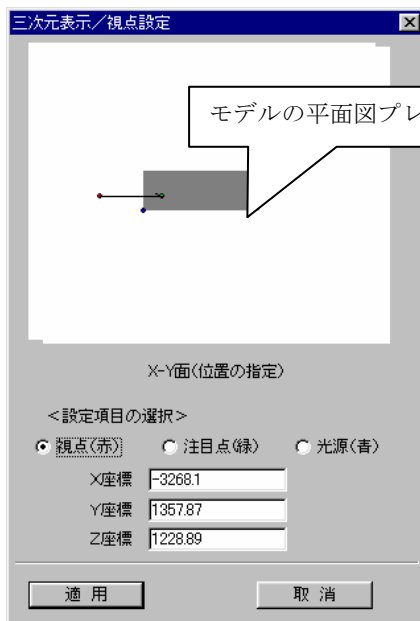 三次元表示/視点設定
モデルの平面図プレ
X-Y面(位置の指定)
<設定項目の選択>
視点(赤) 注目点(緑) 光源(青)
X座標 -3268.1
Y座標 1357.87
Z座標 1228.89
適用 取消